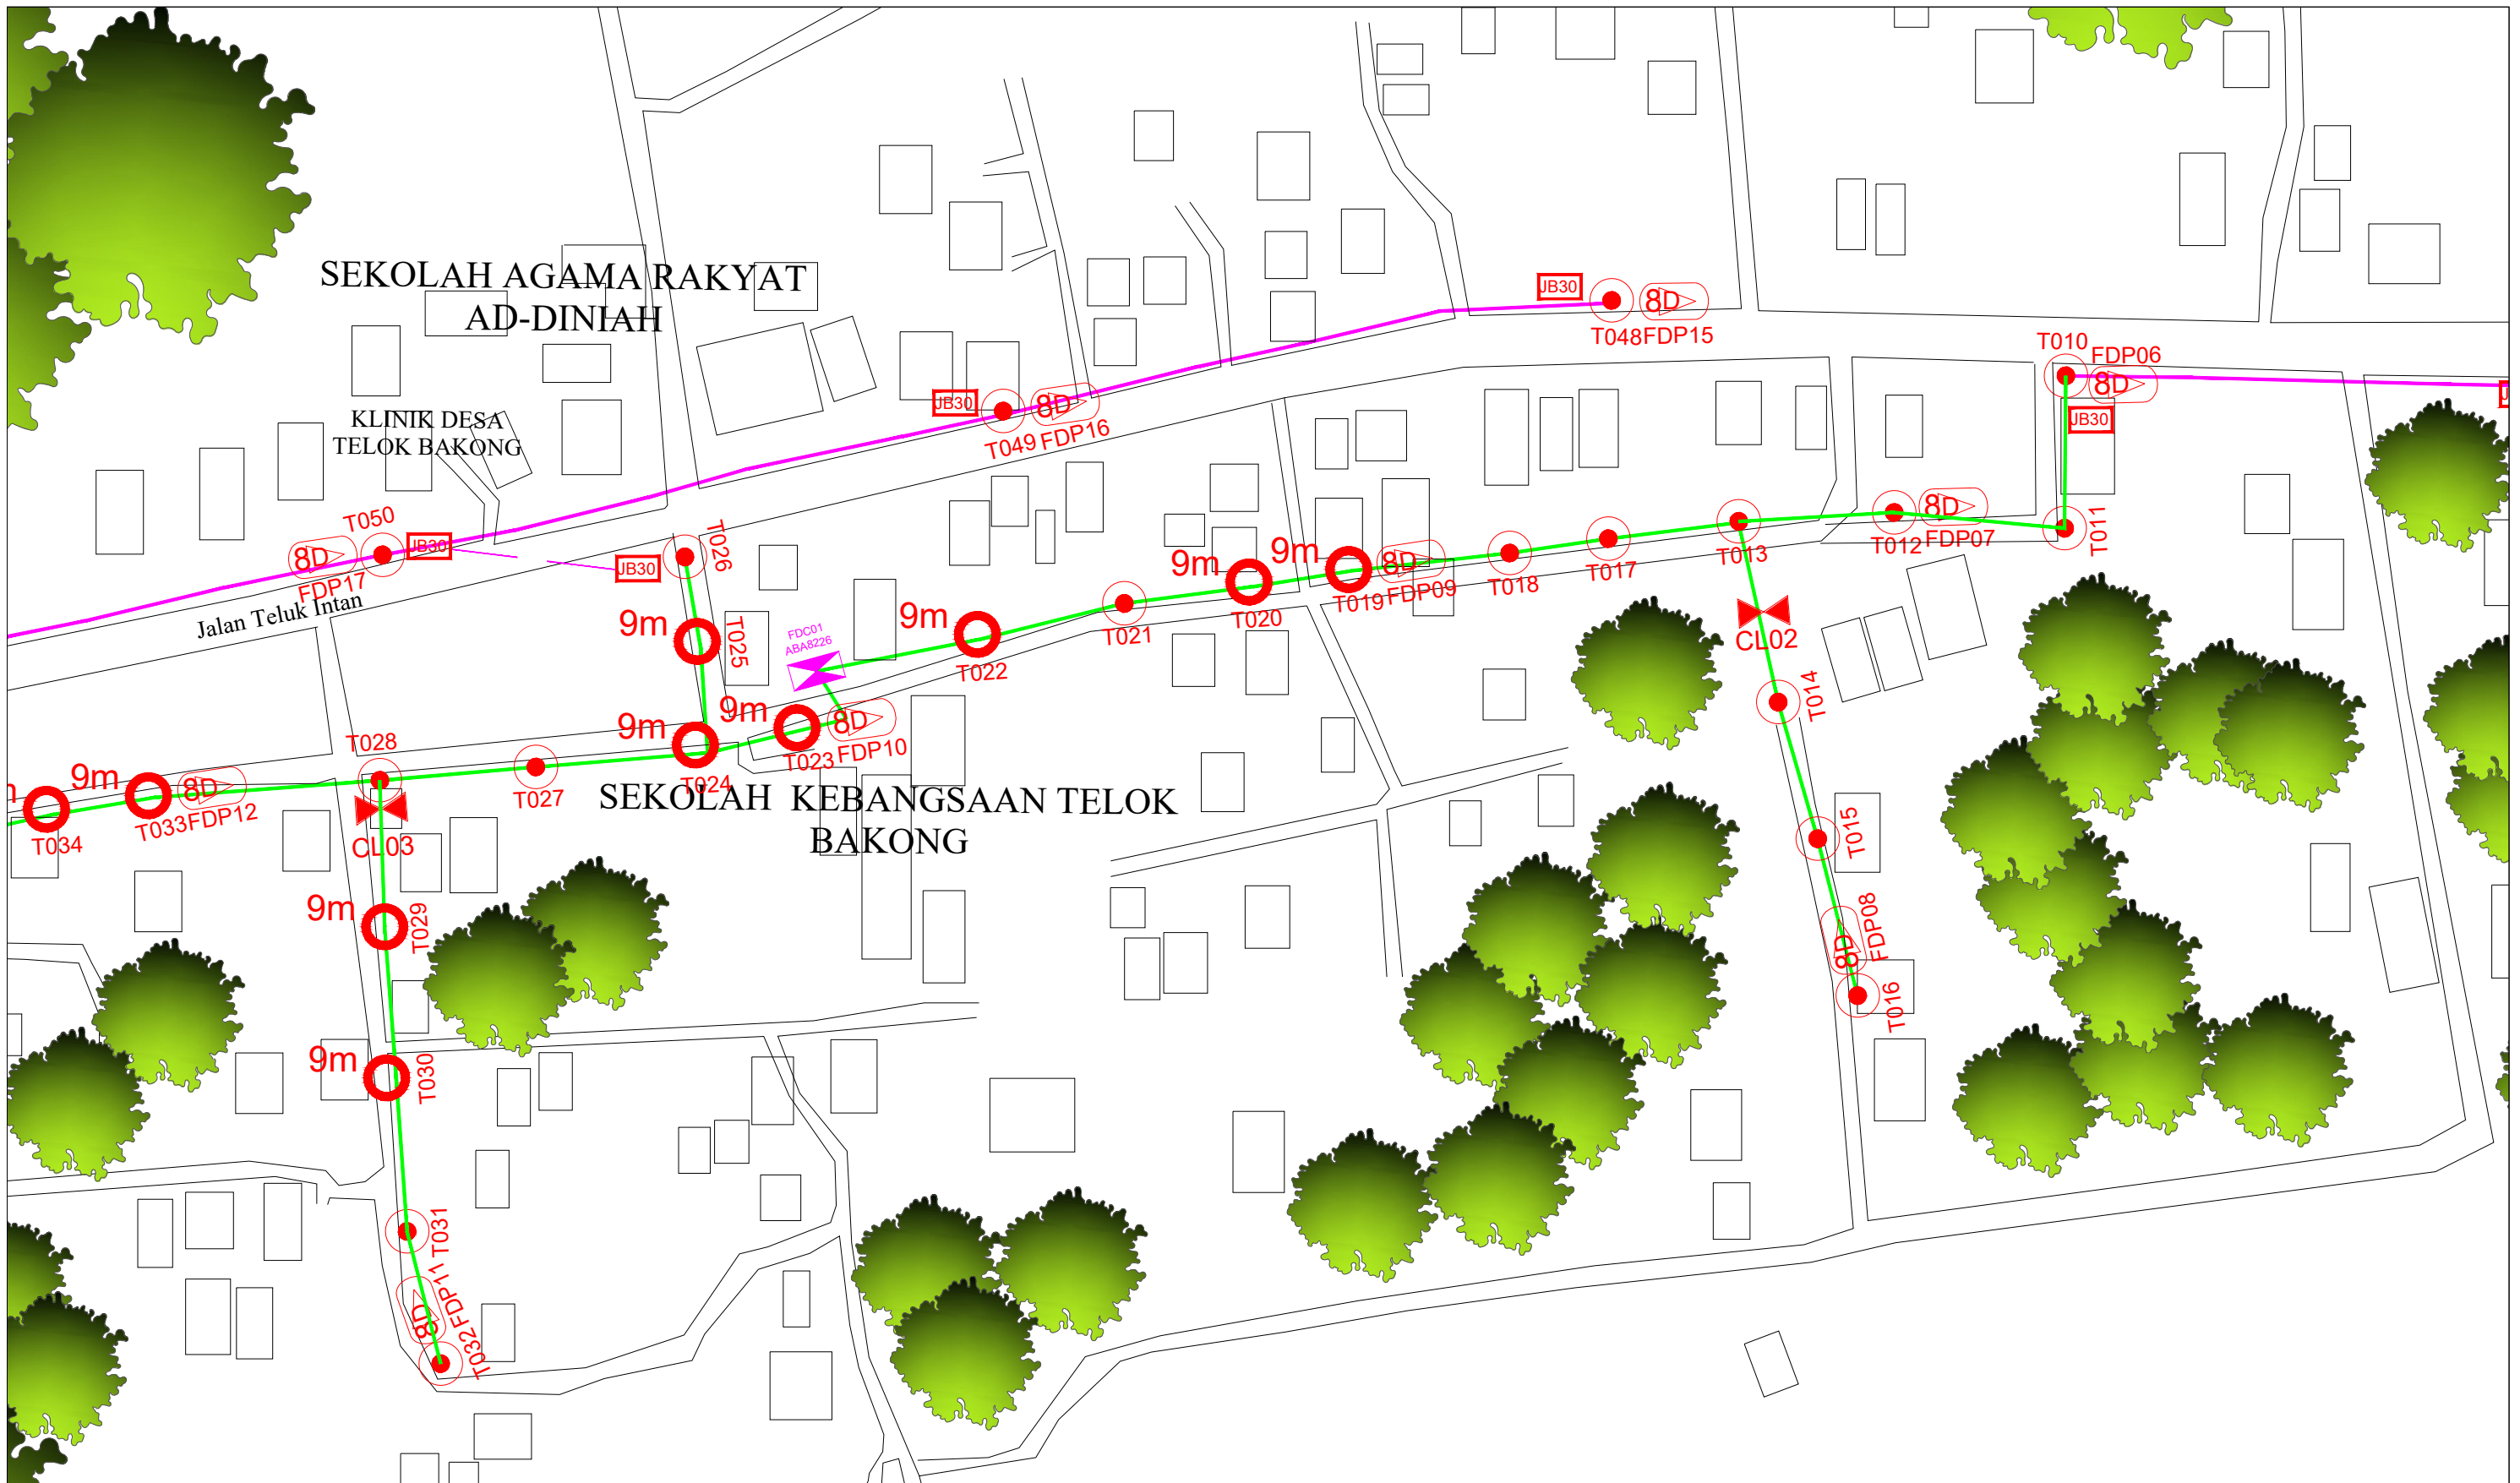 SEKOLAH AGAMA RAKYAT
AD-DINIAH
KLINIK DESA
TELOK BAKONG
Jalan Teluk Intan
SEKOLAH KEBANGSAAN TELOK
BAKONG
JB30
8D
T048
FDP15
T010
FDP06
8D
JB30
JB30
8D
T049
FDP16
T050
8D
JB30
FDP17
JB30
T026
9m
T025
FDC01
ABA8226
9m
T022
T021
9m
T020
9m
8D
T019
FDP09
T018
T017
T013
8D
T012
FDP07
T011
CL02
T014
T015
8D
FDP08
T016
9m
T024
9m
8D
T023
FDP10
T028
T027
9m
8D
T033
FDP12
T034
CL03
9m
T029
9m
T030
T031
8D
FDP11
T032